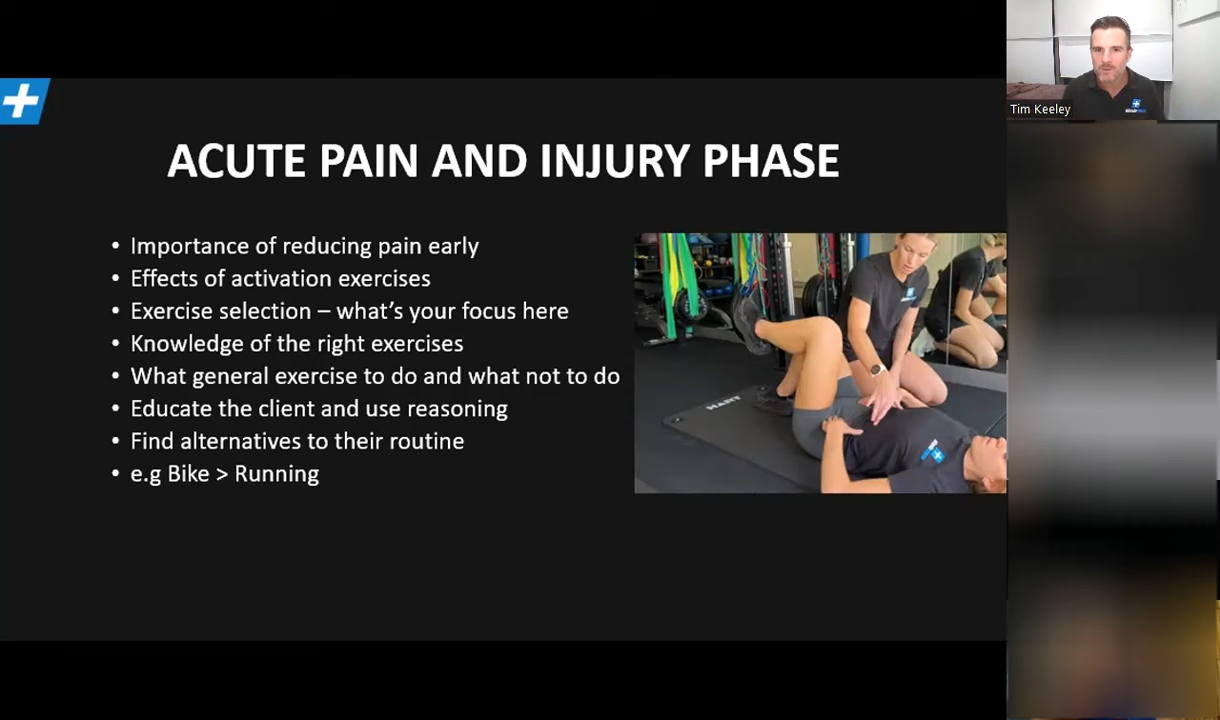 ACUTE PAIN AND INJURY PHASE
• Importance of reducing pain early
• Effects of activation exercises
• Exercise selection – what's your focus here
• Knowledge of the right exercises
• What general exercise to do and what not to do
• Educate the client and use reasoning
• Find alternatives to their routine
• e.g Bike > Running
Tim Keeley
HART